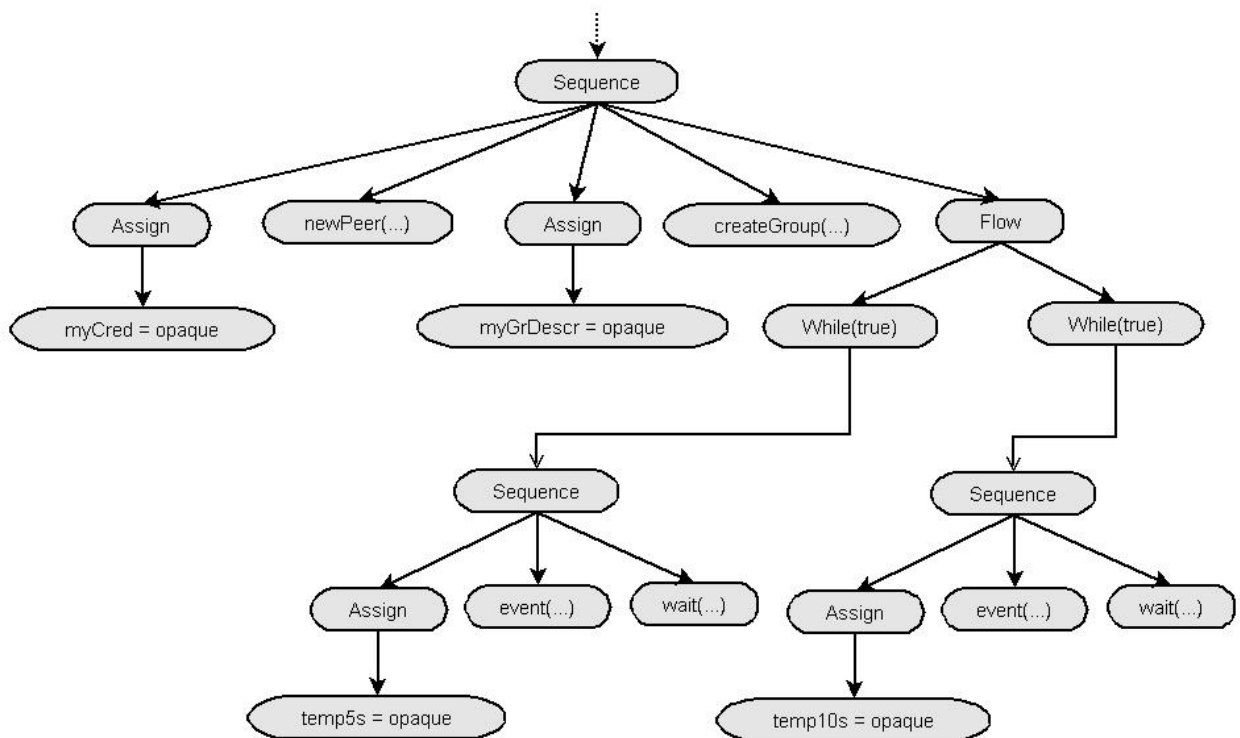 Sequence
Assign
newPeer(...)
Assign
createGroup(...)
Flow
myCred = opaque
myGrDescr = opaque
While(true)
While(true)
Sequence
Sequence
Assign
event(...)
wait(...)
Assign
event(...)
wait(...)
temp5s = opaque
temp10s = opaque